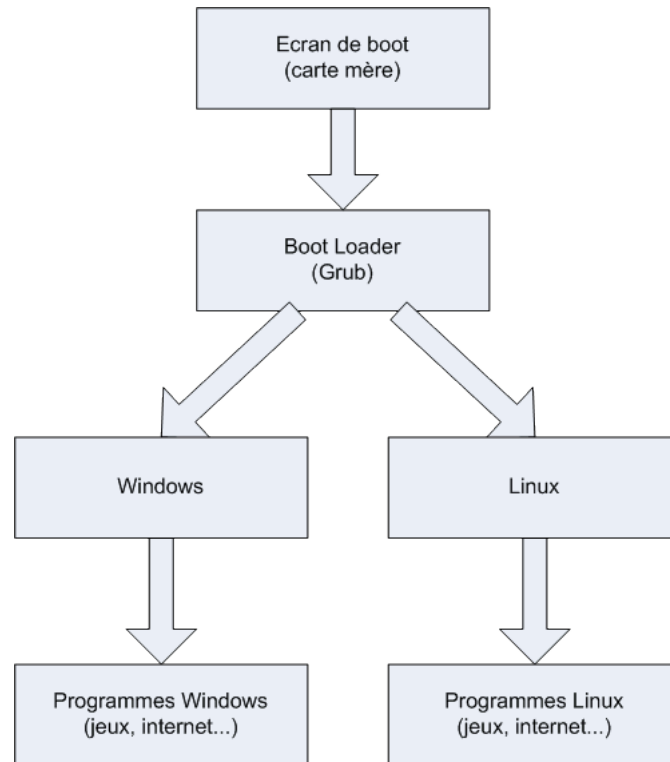 Ecran de boot
(carte mère)
Boot Loader
(Grub)
Windows
Linux
Programmes Windows
(jeux, internet...)
Programmes Linux
(jeux, internet...)